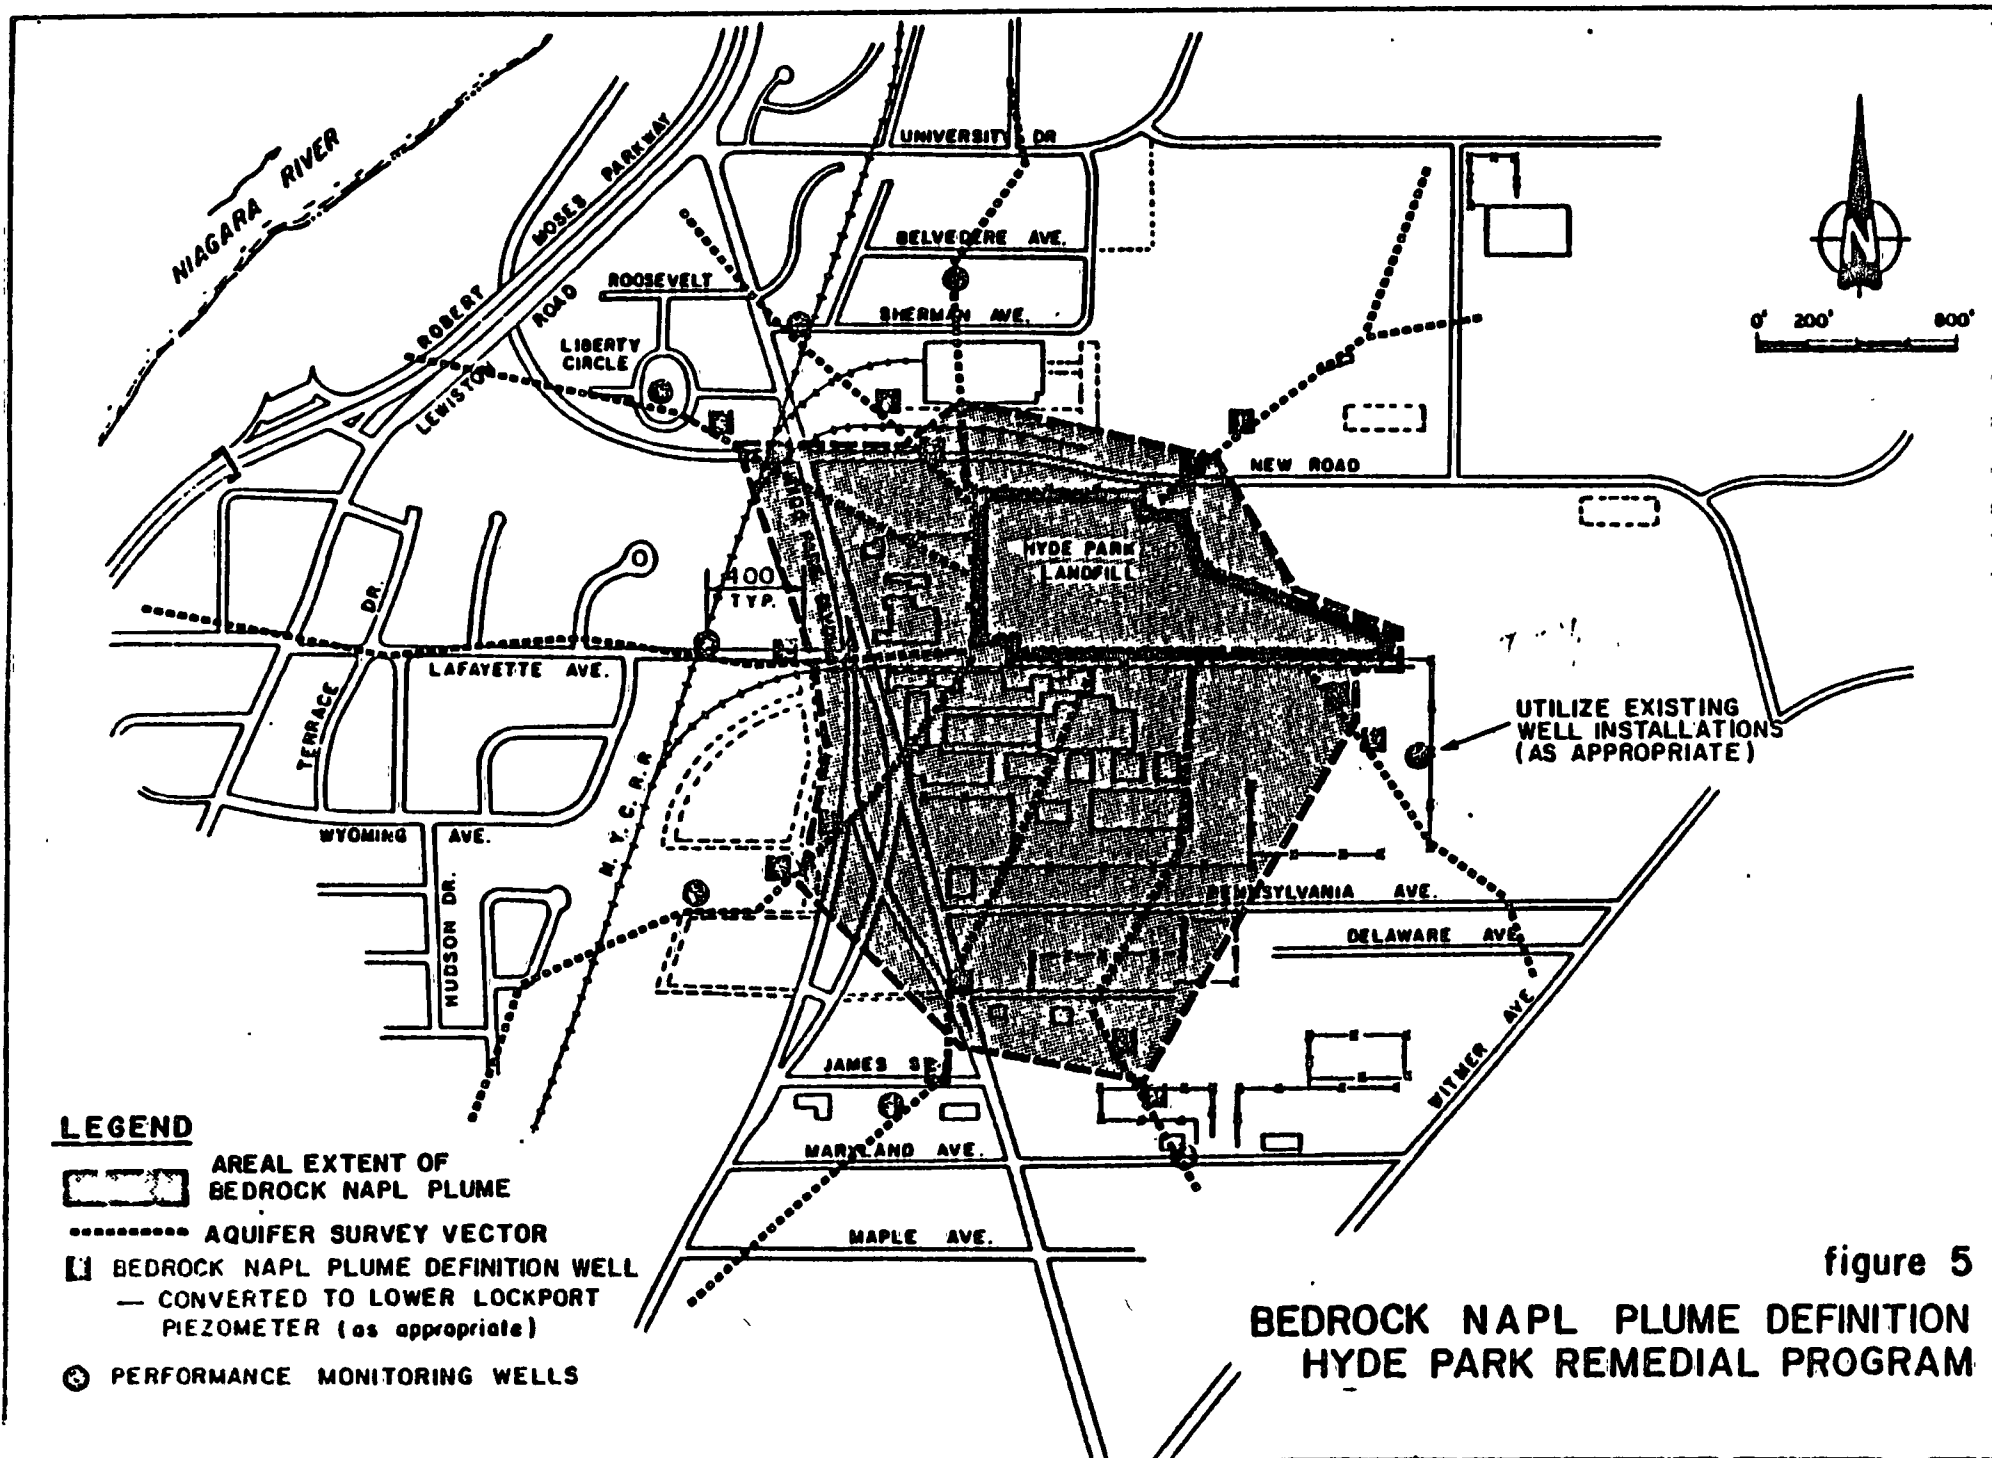 NIAGARA RIVER
ROBERT MOSES PARKWAY
LEWISTON ROAD
UNIVERSITY DR
BELVEDERE AVE.
ROOSEVELT
SHERMAN AVE.
LIBERTY
CIRCLE
0' 200' 800'
NEW ROAD
HYDE PARK
LANDFILL
400
TYP.
TERRACE DR.
LAFAYETTE AVE.
UTILIZE EXISTING
WELL INSTALLATIONS
(AS APPROPRIATE)
N.Y.C.R.R
WYOMING AVE.
HUDSON DR.
PENNSYLVANIA AVE.
DELAWARE AVE
WITMER AVE.
JAMES ST.
MARYLAND AVE.
MAPLE AVE.
LEGEND
AREAL EXTENT OF
BEDROCK NAPL PLUME
AQUIFER SURVEY VECTOR
BEDROCK NAPL PLUME DEFINITION WELL
— CONVERTED TO LOWER LOCKPORT
PIEZOMETER (as appropriate)
PERFORMANCE MONITORING WELLS
figure 5
BEDROCK NAPL PLUME DEFINITION
HYDE PARK REMEDIAL PROGRAM